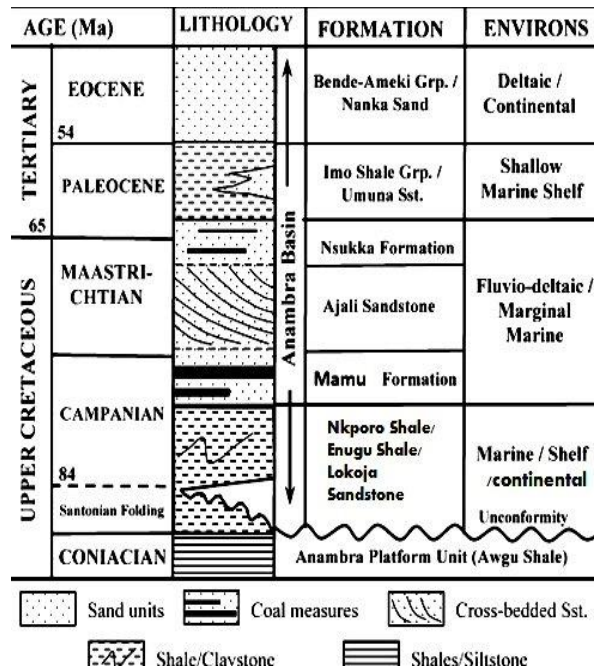 AGE (Ma) LITHOLOGY FORMATION ENVIRONS
TERTIARY
EOCENE
54
Bende-Ameki Grp. /
Nanka Sand
Deltaic /
Continental
PALEOCENE
65
Imo Shale Grp. /
Umuna Sst.
Shallow
Marine Shelf
UPPER CRETACEOUS
MAASTRI-
CHTIAN
Anambra Basin
Nsukka Formation
Ajali Sandstone
Mamu Formation
Fluvio-deltaic /
Marginal
Marine
CAMPANIAN
84
Nkporo Shale/
Enugu Shale/
Lokoja
Sandstone
Marine / Shelf
/continental
Santonian Folding
Unconformity
CONIACIAN
Anambra Platform Unit (Awgu Shale)
Sand units
Coal measures
Cross-bedded Sst.
Shale/Claystone
Shales/Siltstone